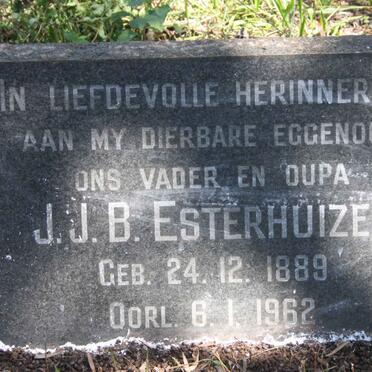 IN LIEFDEVOLLE HERINNER
AAN MY DIERBARE EGGENO
ONS VADER EN OUPA
J.J.B. ESTERHUIZE
GEB. 24.12.1889
OORL. 6.1.1962